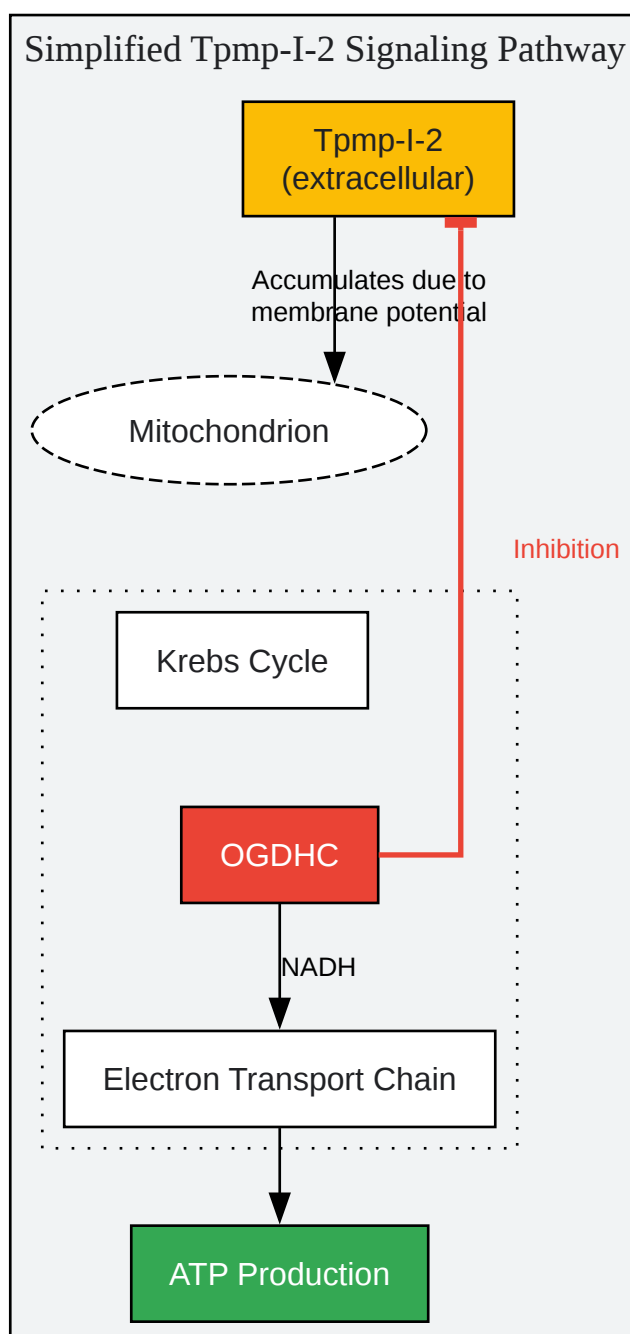 Simplified Tpmp-I-2 Signaling Pathway
Tpmp-I-2
(extracellular)
Accumulates due to
membrane potential
Mitochondrion
Inhibition
Krebs Cycle
OGDHC
NADH
Electron Transport Chain
ATP Production